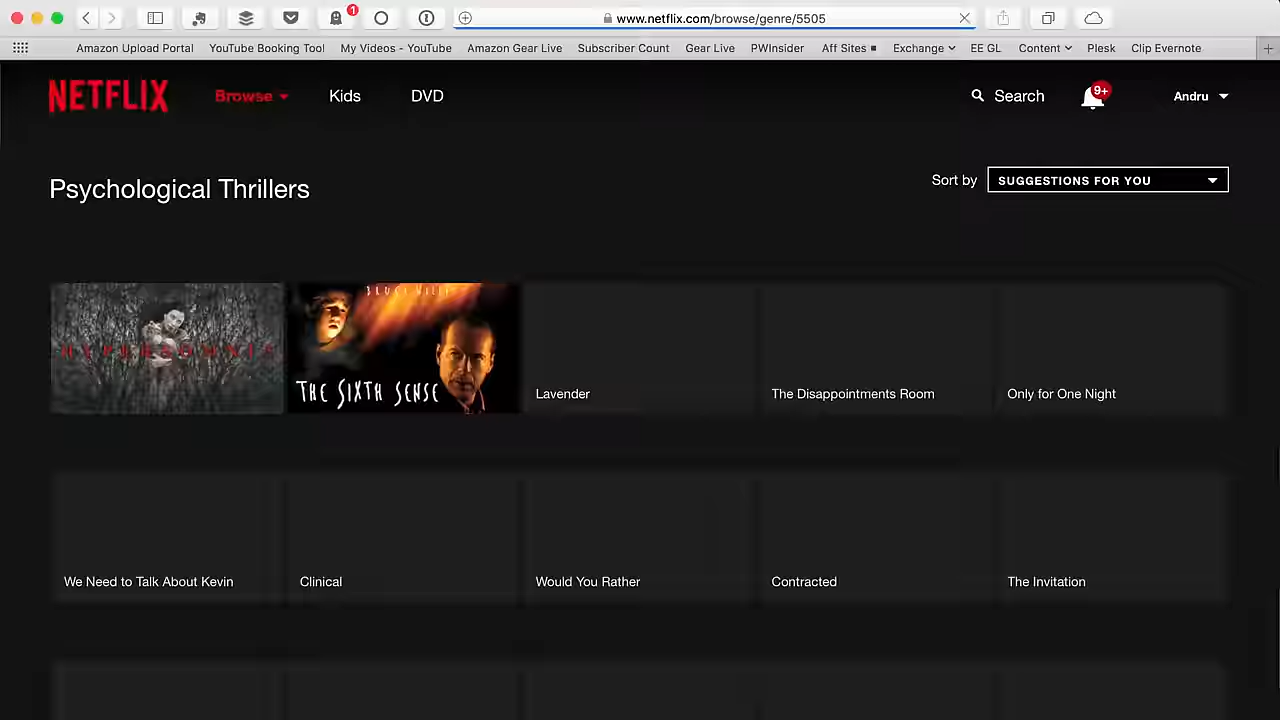 1
www.netflix.com/browse/genre/5505
Amazon Upload Portal YouTube Booking Tool My Videos - YouTube Amazon Gear Live Subscriber Count Gear Live PWInsider Aff Sites Exchange EE GL Content Plesk Clip Evernote
NETFLIX Browse Kids DVD Search 9+ Andru
Psychological Thrillers
Sort by SUGGESTIONS FOR YOU
BRUCE WILLIS
THE SIXTH SENSE
Lavender
The Disappointments Room
Only for One Night
We Need to Talk About Kevin
Clinical
Would You Rather
Contracted
The Invitation